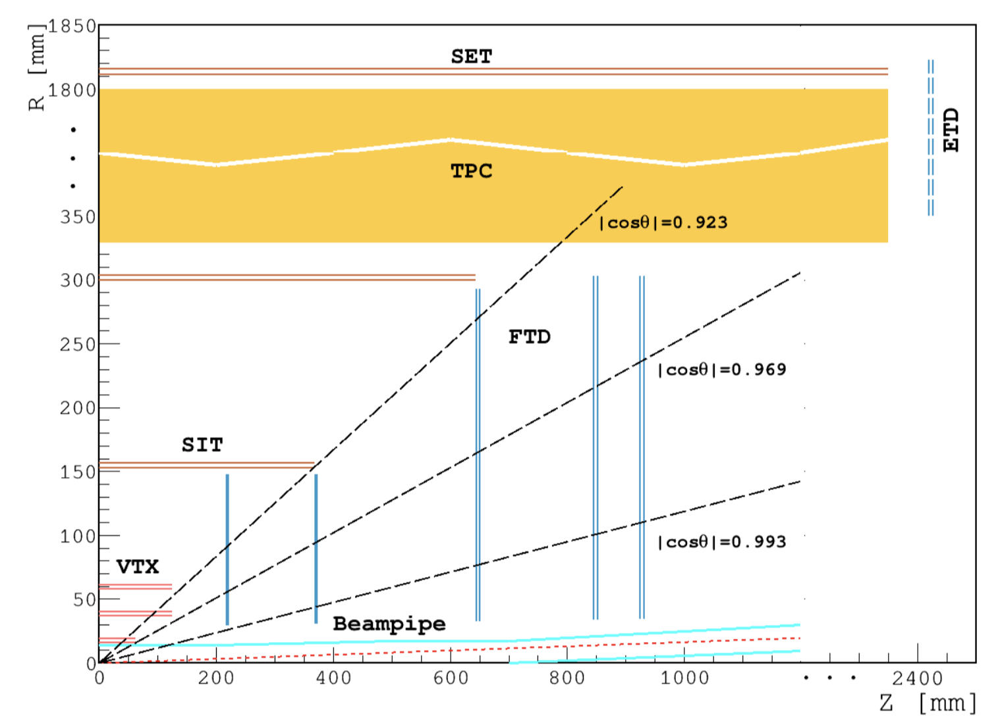 R [mm]
1850
SET
1800
ETD
TPC
350
|cosθ|=0.923
300
250
FTD
|cosθ|=0.969
200
SIT
150
100
|cosθ|=0.993
VTX
50
Beampipe
0
0 200 400 600 800 1000 • • • 2400
Z [mm]